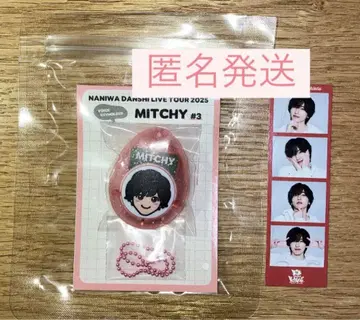 匿名発送
NANIWA DANSHI LIVE TOUR 2025
MITCHY #3
MITCHY